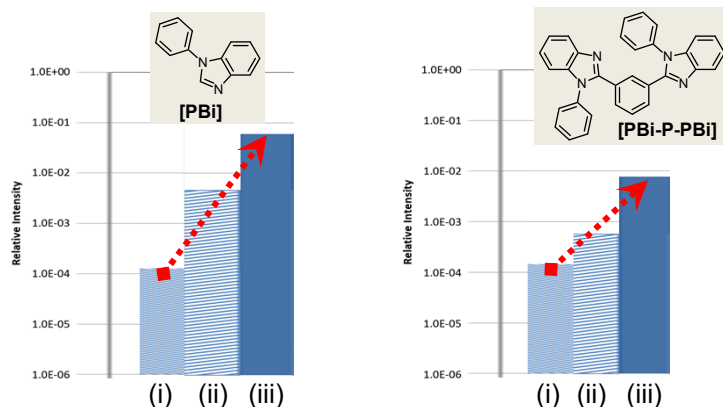 N
N
[PBi]
1.0E+00
1.0E-01
1.0E-02
1.0E-03
1.0E-04
1.0E-05
1.0E-06
Relative Intensity
(i) (ii) (iii)
N N
N N
[PBi-P-PBi]
1.0E+00
1.0E-01
1.0E-02
1.0E-03
1.0E-04
1.0E-05
1.0E-06
Relative Intensity
(i) (ii) (iii)